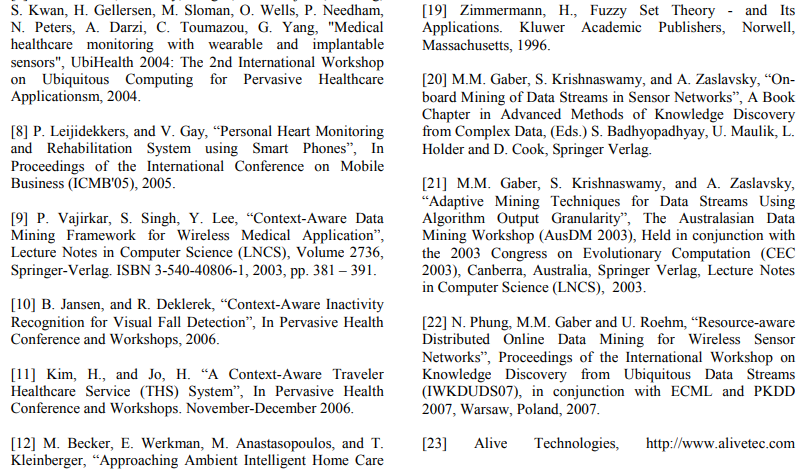 S. Kwan, H. Gellersen, M. Sloman, O. Wells, P. Needham,
N. Peters, A. Darzi, C. Toumazou, G. Yang, "Medical
healthcare monitoring with wearable and implantable
sensors", UbiHealth 2004: The 2nd International Workshop
on Ubiquitous Computing for Pervasive Healthcare
Applicationsm, 2004.
[8] P. Leijidekkers, and V. Gay, “Personal Heart Monitoring
and Rehabilitation System using Smart Phones”, In
Proceedings of the International Conference on Mobile
Business (ICMB'05), 2005.
[9] P. Vajirkar, S. Singh, Y. Lee, “Context-Aware Data
Mining Framework for Wireless Medical Application”,
Lecture Notes in Computer Science (LNCS), Volume 2736,
Springer-Verlag. ISBN 3-540-40806-1, 2003, pp. 381 – 391.
[10] B. Jansen, and R. Deklerek, “Context-Aware Inactivity
Recognition for Visual Fall Detection”, In Pervasive Health
Conference and Workshops, 2006.
[11] Kim, H., and Jo, H. “A Context-Aware Traveler
Healthcare Service (THS) System”, In Pervasive Health
Conference and Workshops. November-December 2006.
[12] M. Becker, E. Werkman, M. Anastasopoulos, and T.
Kleinberger, “Approaching Ambient Intelligent Home Care
[19] Zimmermann, H., Fuzzy Set Theory - and Its
Applications. Kluwer Academic Publishers, Norwell,
Massachusetts, 1996.
[20] M.M. Gaber, S. Krishnaswamy, and A. Zaslavsky, “On-
board Mining of Data Streams in Sensor Networks”, A Book
Chapter in Advanced Methods of Knowledge Discovery
from Complex Data, (Eds.) S. Badhyopadhyay, U. Maulik, L.
Holder and D. Cook, Springer Verlag.
[21] M.M. Gaber, S. Krishnaswamy, and A. Zaslavsky,
“Adaptive Mining Techniques for Data Streams Using
Algorithm Output Granularity”, The Australasian Data
Mining Workshop (AusDM 2003), Held in conjunction with
the 2003 Congress on Evolutionary Computation (CEC
2003), Canberra, Australia, Springer Verlag, Lecture Notes
in Computer Science (LNCS), 2003.
[22] N. Phung, M.M. Gaber and U. Roehm, “Resource-aware
Distributed Online Data Mining for Wireless Sensor
Networks”, Proceedings of the International Workshop on
Knowledge Discovery from Ubiquitous Data Streams
(IWKDUDS07), in conjunction with ECML and PKDD
2007, Warsaw, Poland, 2007.
[23] Alive Technologies, http://www.alivetec.com